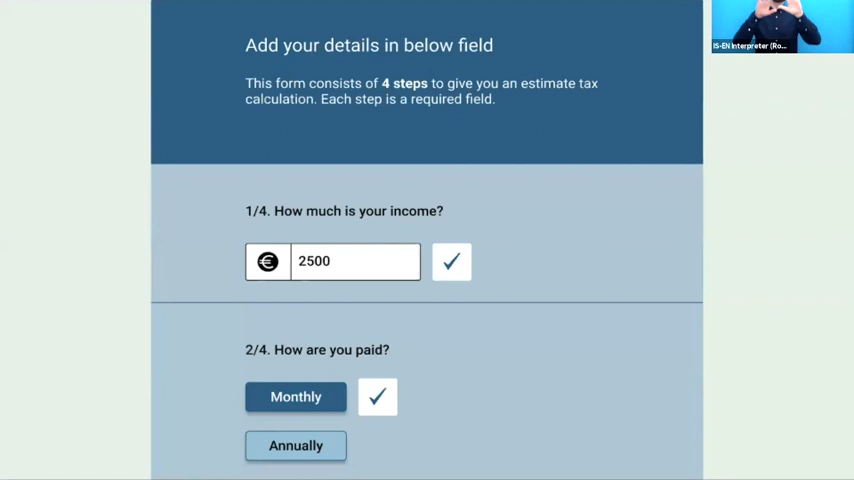 Add your details in below field
This form consists of 4 steps to give you an estimate tax
calculation. Each step is a required field.
1/4. How much is your income?
€ 2500
2/4. How are you paid?
Monthly
Annually
IS-EN Interpreter (Ro...